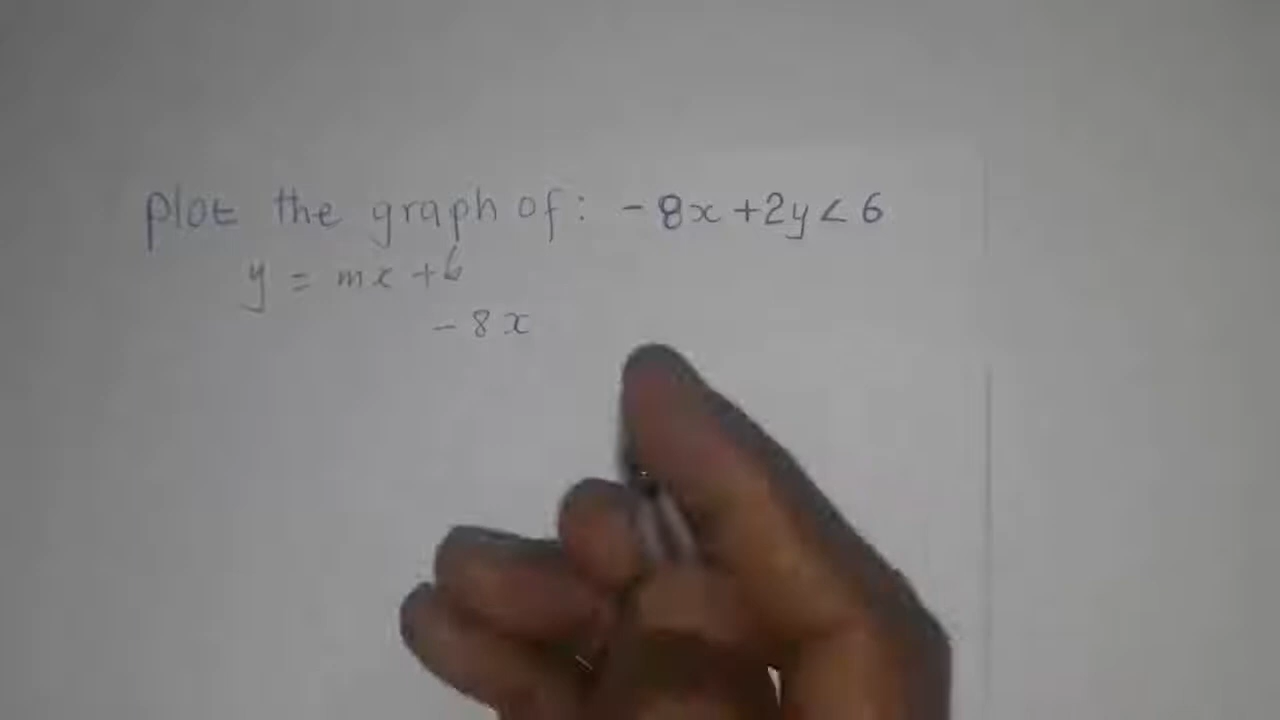 plot the graph of: -8x+2y<6
y = mx +b
-8x